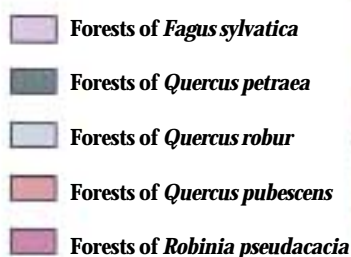 Forests of Fagus sylvatica
Forests of Quercus petraea
Forests of Quercus robur
Forests of Quercus pubescens
Forests of Robinia pseudacacia